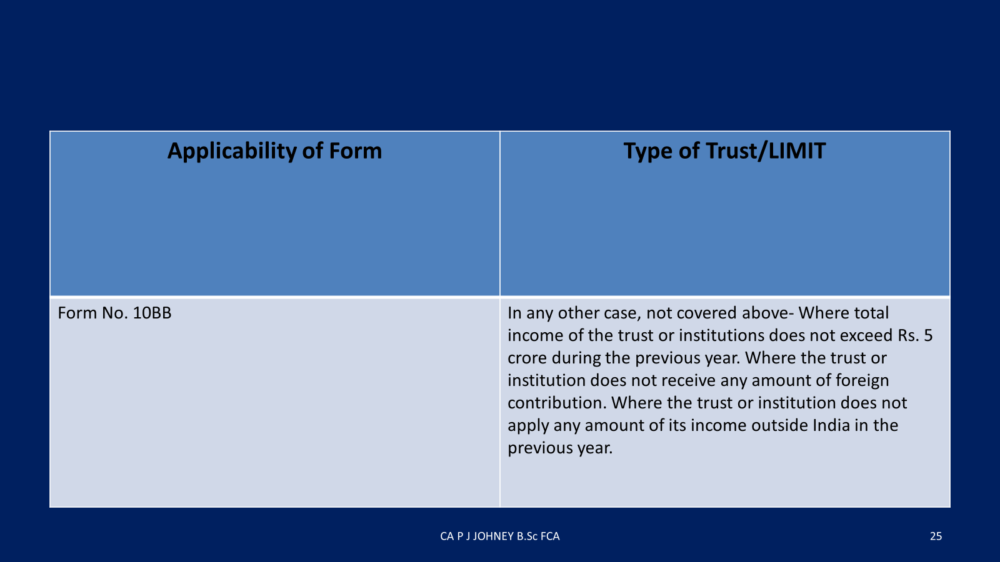 Applicability of Form
Type of Trust/LIMIT
Form No. 10BB
In any other case, not covered above- Where total
income of the trust or institutions does not exceed Rs. 5
crore during the previous year. Where the trust or
institution does not receive any amount of foreign
contribution. Where the trust or institution does not
apply any amount of its income outside India in the
previous year.
CA P J JOHNEY B.Sc FCA
25